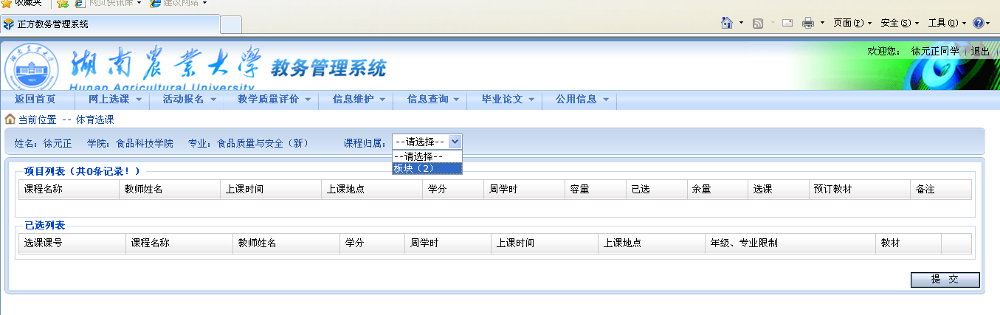 收藏夹 网页快讯库 建议网站
正方教务管理系统
页面(P) 安全(S) 工具(O)
欢迎您： 徐元正同学 退出
湖南农业大学 教务管理系统
Hunan Agricultural University
返回首页 网上选课 活动报名 教学质量评价 信息维护 信息查询 毕业论文 公用信息
当前位置 -- 体育选课
姓名：徐元正 学院：食品科技学院 专业：食品质量与安全（新） 课程归属： --请选择--
--请选择--
板块（2）
项目列表（共0条记录！）
课程名称 教师姓名 上课时间 上课地点 学分 周学时 容量 已选 余量 选课 预订教材 备注
已选列表
选课课号 课程名称 教师姓名 学分 周学时 上课时间 上课地点 年级、专业限制 教材
提 交